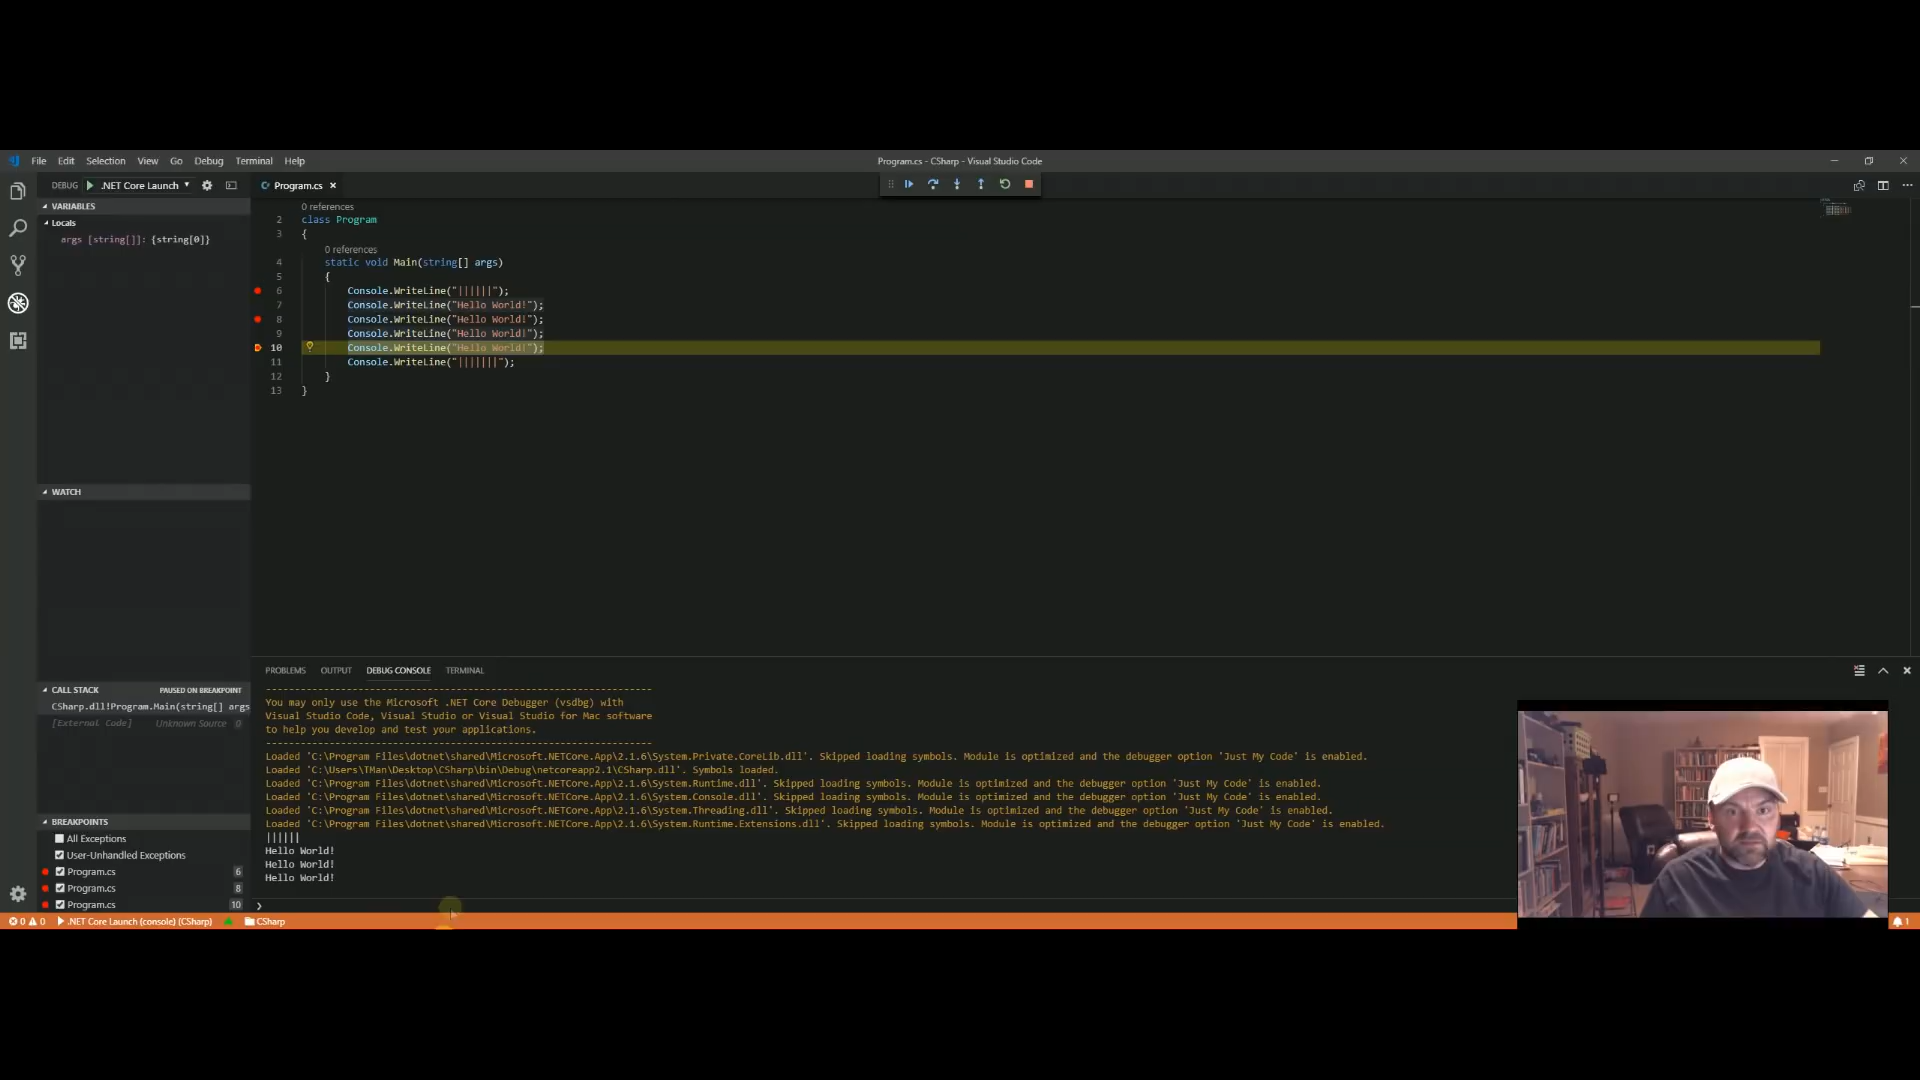 File Edit Selection View Go Debug Terminal Help
Program.cs - CSharp - Visual Studio Code
DEBUG .NET Core Launch
Program.cs
VARIABLES
Locals
args [string[]]: {string[0]}
WATCH
CALL STACK PAUSED ON BREAKPOINT
CSharp.dll!Program.Main(string[] args
[External Code] Unknown Source 0
BREAKPOINTS
All Exceptions
User-Unhandled Exceptions
Program.cs 6
Program.cs 8
Program.cs 10
0 references
2 class Program
3 {
0 references
4 static void Main(string[] args)
5 {
6 Console.WriteLine("||||||");
7 Console.WriteLine("Hello World!");
8 Console.WriteLine("Hello World!");
9 Console.WriteLine("Hello World!");
10 Console.WriteLine("Hello World!");
11 Console.WriteLine("|||||||");
12 }
13 }
PROBLEMS OUTPUT DEBUG CONSOLE TERMINAL
-------------------------------------------------------------------
You may only use the Microsoft .NET Core Debugger (vsdbg) with
Visual Studio Code, Visual Studio or Visual Studio for Mac software
to help you develop and test your applications.
-------------------------------------------------------------------
Loaded 'C:\Program Files\dotnet\shared\Microsoft.NETCore.App\2.1.6\System.Private.CoreLib.dll'. Skipped loading symbols. Module is optimized and the debugger option 'Just My Code' is enabled.
Loaded 'C:\Users\TMan\Desktop\CSharp\bin\Debug\netcoreapp2.1\CSharp.dll'. Symbols loaded.
Loaded 'C:\Program Files\dotnet\shared\Microsoft.NETCore.App\2.1.6\System.Runtime.dll'. Skipped loading symbols. Module is optimized and the debugger option 'Just My Code' is enabled.
Loaded 'C:\Program Files\dotnet\shared\Microsoft.NETCore.App\2.1.6\System.Console.dll'. Skipped loading symbols. Module is optimized and the debugger option 'Just My Code' is enabled.
Loaded 'C:\Program Files\dotnet\shared\Microsoft.NETCore.App\2.1.6\System.Threading.dll'. Skipped loading symbols. Module is optimized and the debugger option 'Just My Code' is enabled.
Loaded 'C:\Program Files\dotnet\shared\Microsoft.NETCore.App\2.1.6\System.Runtime.Extensions.dll'. Skipped loading symbols. Module is optimized and the debugger option 'Just My Code' is enabled.
||||||
Hello World!
Hello World!
Hello World!
0 0 .NET Core Launch (console) (CSharp) CSharp 1